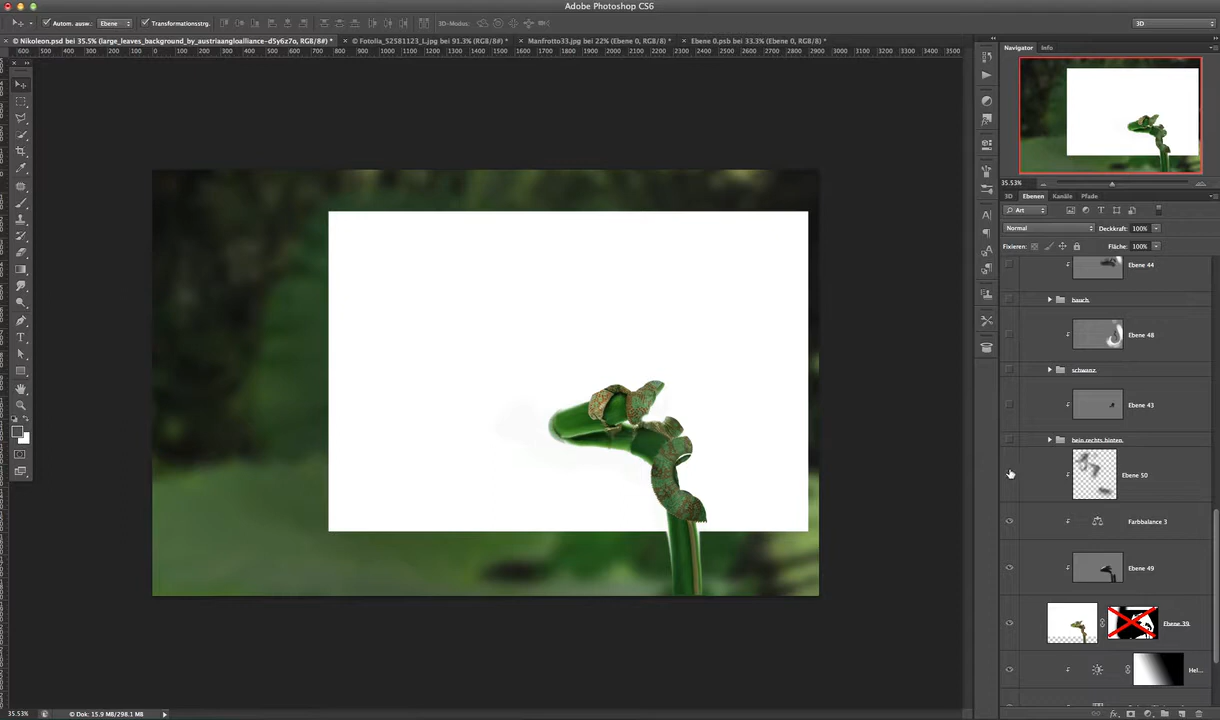 Adobe Photoshop CS6
Autom. ausw.: Ebene Transformationsstrg. 3D-Modus: 3D
© Nikoleon.psd bei 35.5% (large_leaves_background_by_austriaangloalliance-d5y6z7o, RGB/8#) *
© Fotolia_52581123_L.jpg bei 91.3% (RGB/8#) *
Manfrotto33.jpg bei 22% (Ebene 0, RGB/8#) *
Ebene 0.psb bei 33.3% (Ebene 0, RGB/8) *
Navigator Info
35.53%
3D Ebenen Kanäle Pfade
Art
Normal Deckkraft: 100%
Fixieren: Fläche: 100%
Ebene 44
hauch
Ebene 48
schwanz
Ebene 43
bein rechts hinten
Ebene 50
Farbbalance 3
Ebene 49
Ebene 39
Hel...
35.53% Dok: 15.9 MB/298.1 MB